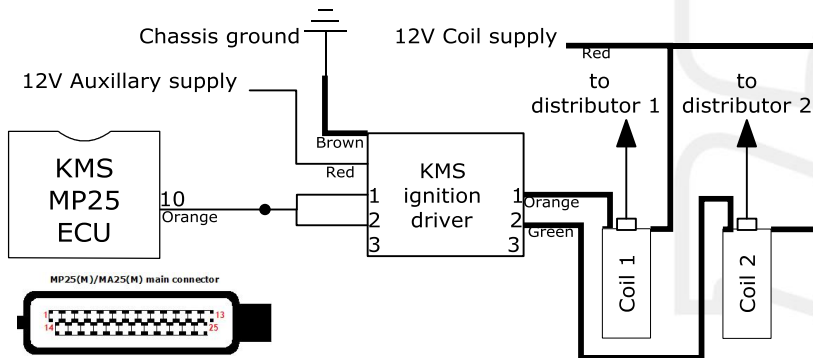 Chassis ground
12V Coil supply
Red
12V Auxillary supply
to
distributor 1
to
distributor 2
Brown
Red
KMS
MP25
ECU
10
Orange
KMS
ignition
driver
1
2
3
1
2
3
Orange
Green
Coil 1
Coil 2
MP25(M)/MA25(M) main connector
1
13
14
25